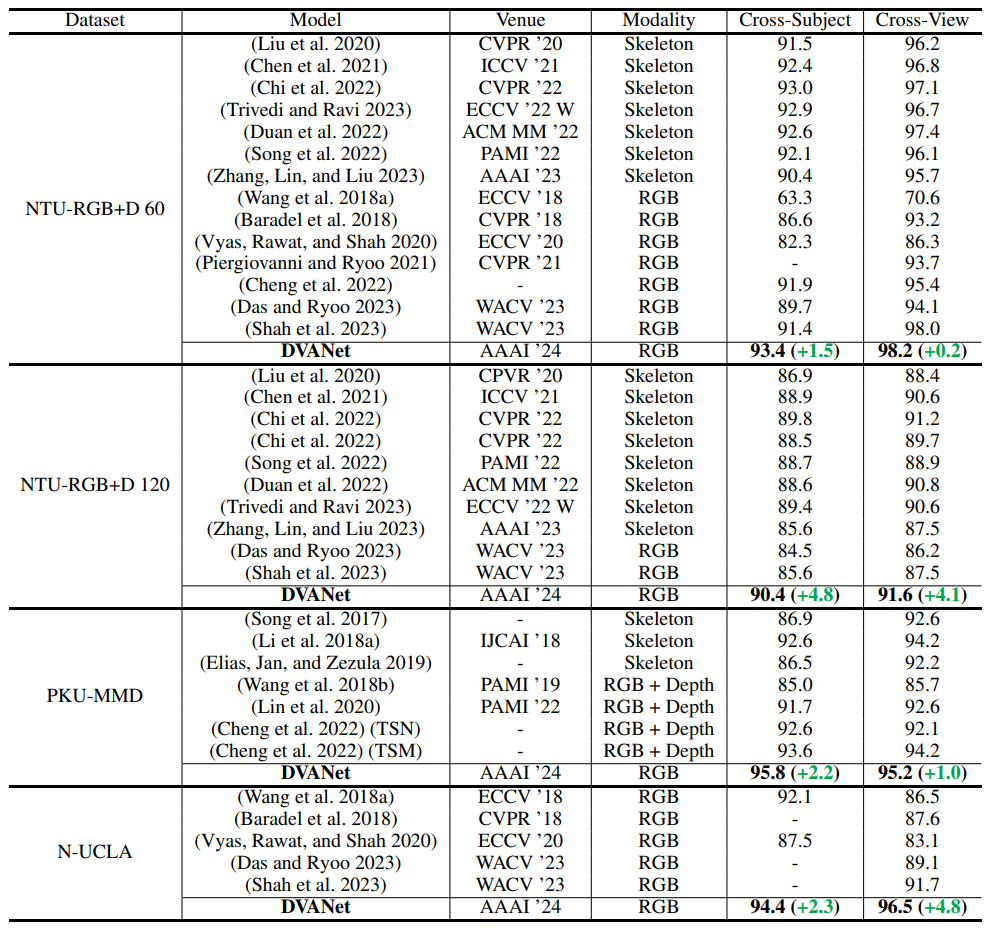 Dataset Model Venue Modality Cross-Subject Cross-View
(Liu et al. 2020) CVPR ’20 Skeleton 91.5 96.2
(Chen et al. 2021) ICCV ’21 Skeleton 92.4 96.8
(Chi et al. 2022) CVPR ’22 Skeleton 93.0 97.1
(Trivedi and Ravi 2023) ECCV ’22 W Skeleton 92.9 96.7
(Duan et al. 2022) ACM MM ’22 Skeleton 92.6 97.4
(Song et al. 2022) PAMI ’22 Skeleton 92.1 96.1
(Zhang, Lin, and Liu 2023) AAAI ’23 Skeleton 90.4 95.7
NTU-RGB+D 60 (Wang et al. 2018a) ECCV ’18 RGB 63.3 70.6
(Baradel et al. 2018) CVPR ’18 RGB 86.6 93.2
(Vyas, Rawat, and Shah 2020) ECCV ’20 RGB 82.3 86.3
(Piergiovanni and Ryoo 2021) CVPR ’21 RGB - 93.7
(Cheng et al. 2022) - RGB 91.9 95.4
(Das and Ryoo 2023) WACV ’23 RGB 89.7 94.1
(Shah et al. 2023) WACV ’23 RGB 91.4 98.0
DVANet AAAI ’24 RGB 93.4 (+1.5) 98.2 (+0.2)
(Liu et al. 2020) CPVR ’20 Skeleton 86.9 88.4
(Chen et al. 2021) ICCV ’21 Skeleton 88.9 90.6
(Chi et al. 2022) CVPR ’22 Skeleton 89.8 91.2
(Chi et al. 2022) CVPR ’22 Skeleton 88.5 89.7
(Song et al. 2022) PAMI ’22 Skeleton 88.7 88.9
NTU-RGB+D 120 (Duan et al. 2022) ACM MM ’22 Skeleton 88.6 90.8
(Trivedi and Ravi 2023) ECCV ’22 W Skeleton 89.4 90.6
(Zhang, Lin, and Liu 2023) AAAI ’23 Skeleton 85.6 87.5
(Das and Ryoo 2023) WACV ’23 RGB 84.5 86.2
(Shah et al. 2023) WACV ’23 RGB 85.6 87.5
DVANet AAAI ’24 RGB 90.4 (+4.8) 91.6 (+4.1)
(Song et al. 2017) - Skeleton 86.9 92.6
(Li et al. 2018a) IJCAI ’18 Skeleton 92.6 94.2
(Elias, Jan, and Zezula 2019) - Skeleton 86.5 92.2
PKU-MMD (Wang et al. 2018b) PAMI ’19 RGB + Depth 85.0 85.7
(Lin et al. 2020) PAMI ’22 RGB + Depth 91.7 92.6
(Cheng et al. 2022) (TSN) - RGB + Depth 92.6 92.1
(Cheng et al. 2022) (TSM) - RGB + Depth 93.6 94.2
DVANet AAAI ’24 RGB 95.8 (+2.2) 95.2 (+1.0)
(Wang et al. 2018a) ECCV ’18 RGB 92.1 86.5
(Baradel et al. 2018) CVPR ’18 RGB - 87.6
N-UCLA (Vyas, Rawat, and Shah 2020) ECCV ’20 RGB 87.5 83.1
(Das and Ryoo 2023) WACV ’23 RGB - 89.1
(Shah et al. 2023) WACV ’23 RGB - 91.7
DVANet AAAI ’24 RGB 94.4 (+2.3) 96.5 (+4.8)